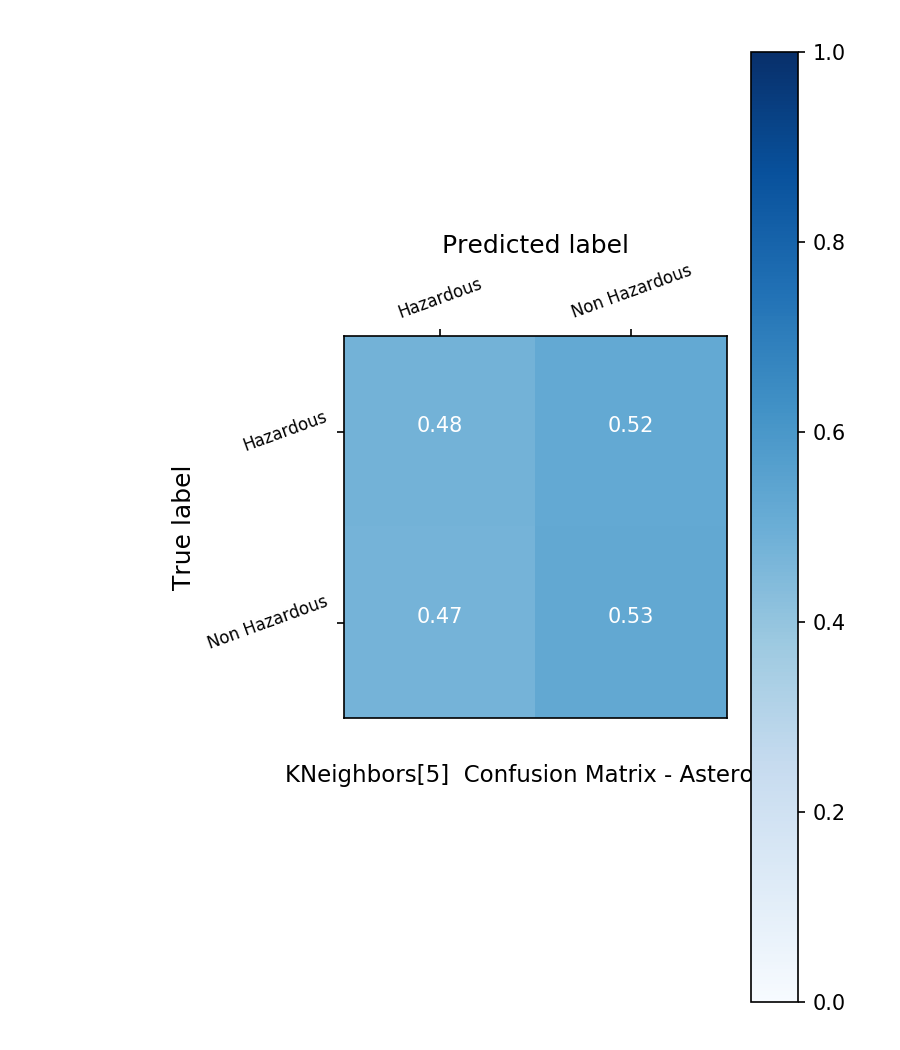 1.0
Predicted label
0.8
Hazardous
Non Hazardous
Hazardous
0.48
0.52
0.6
True label
Non Hazardous
0.47
0.53
0.4
KNeighbors[5]  Confusion Matrix - Astero
0.2
0.0